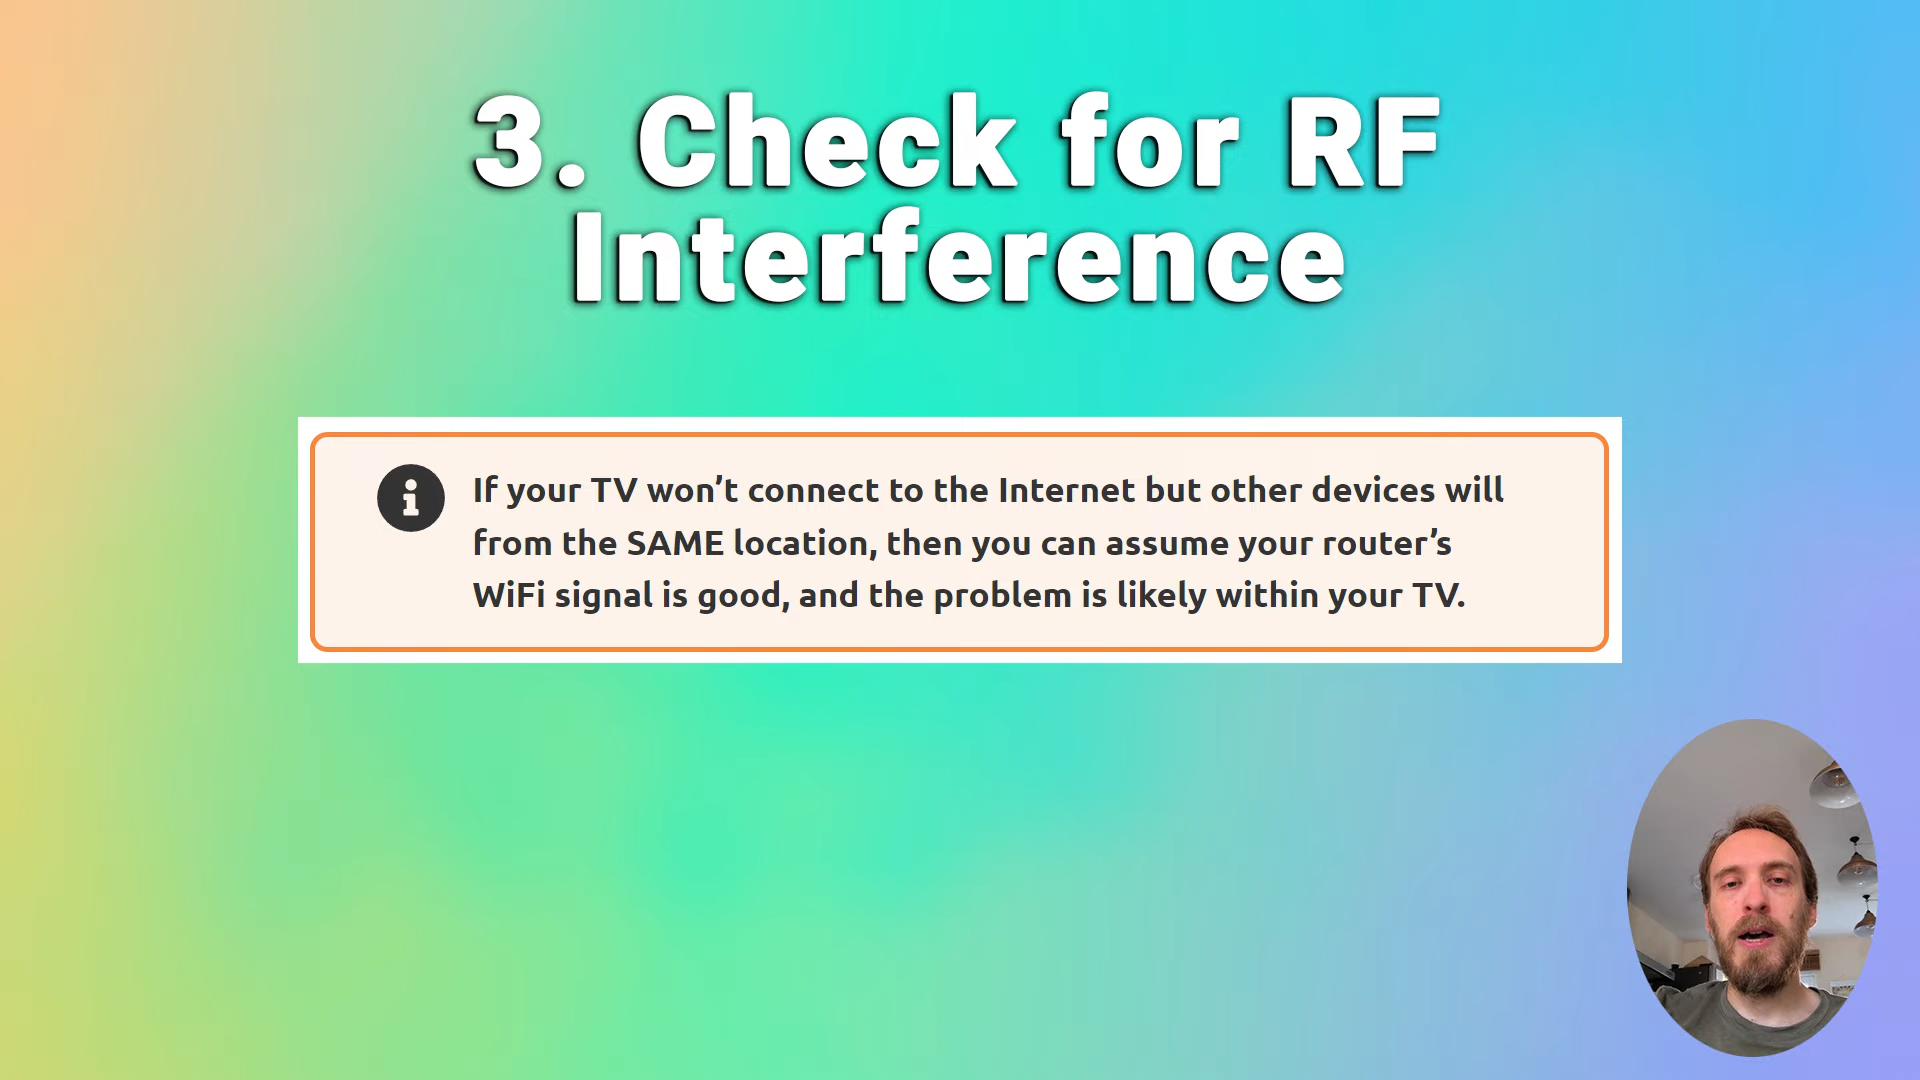 3. Check for RF
Interference
If your TV won’t connect to the Internet but other devices will
from the SAME location, then you can assume your router’s
WiFi signal is good, and the problem is likely within your TV.